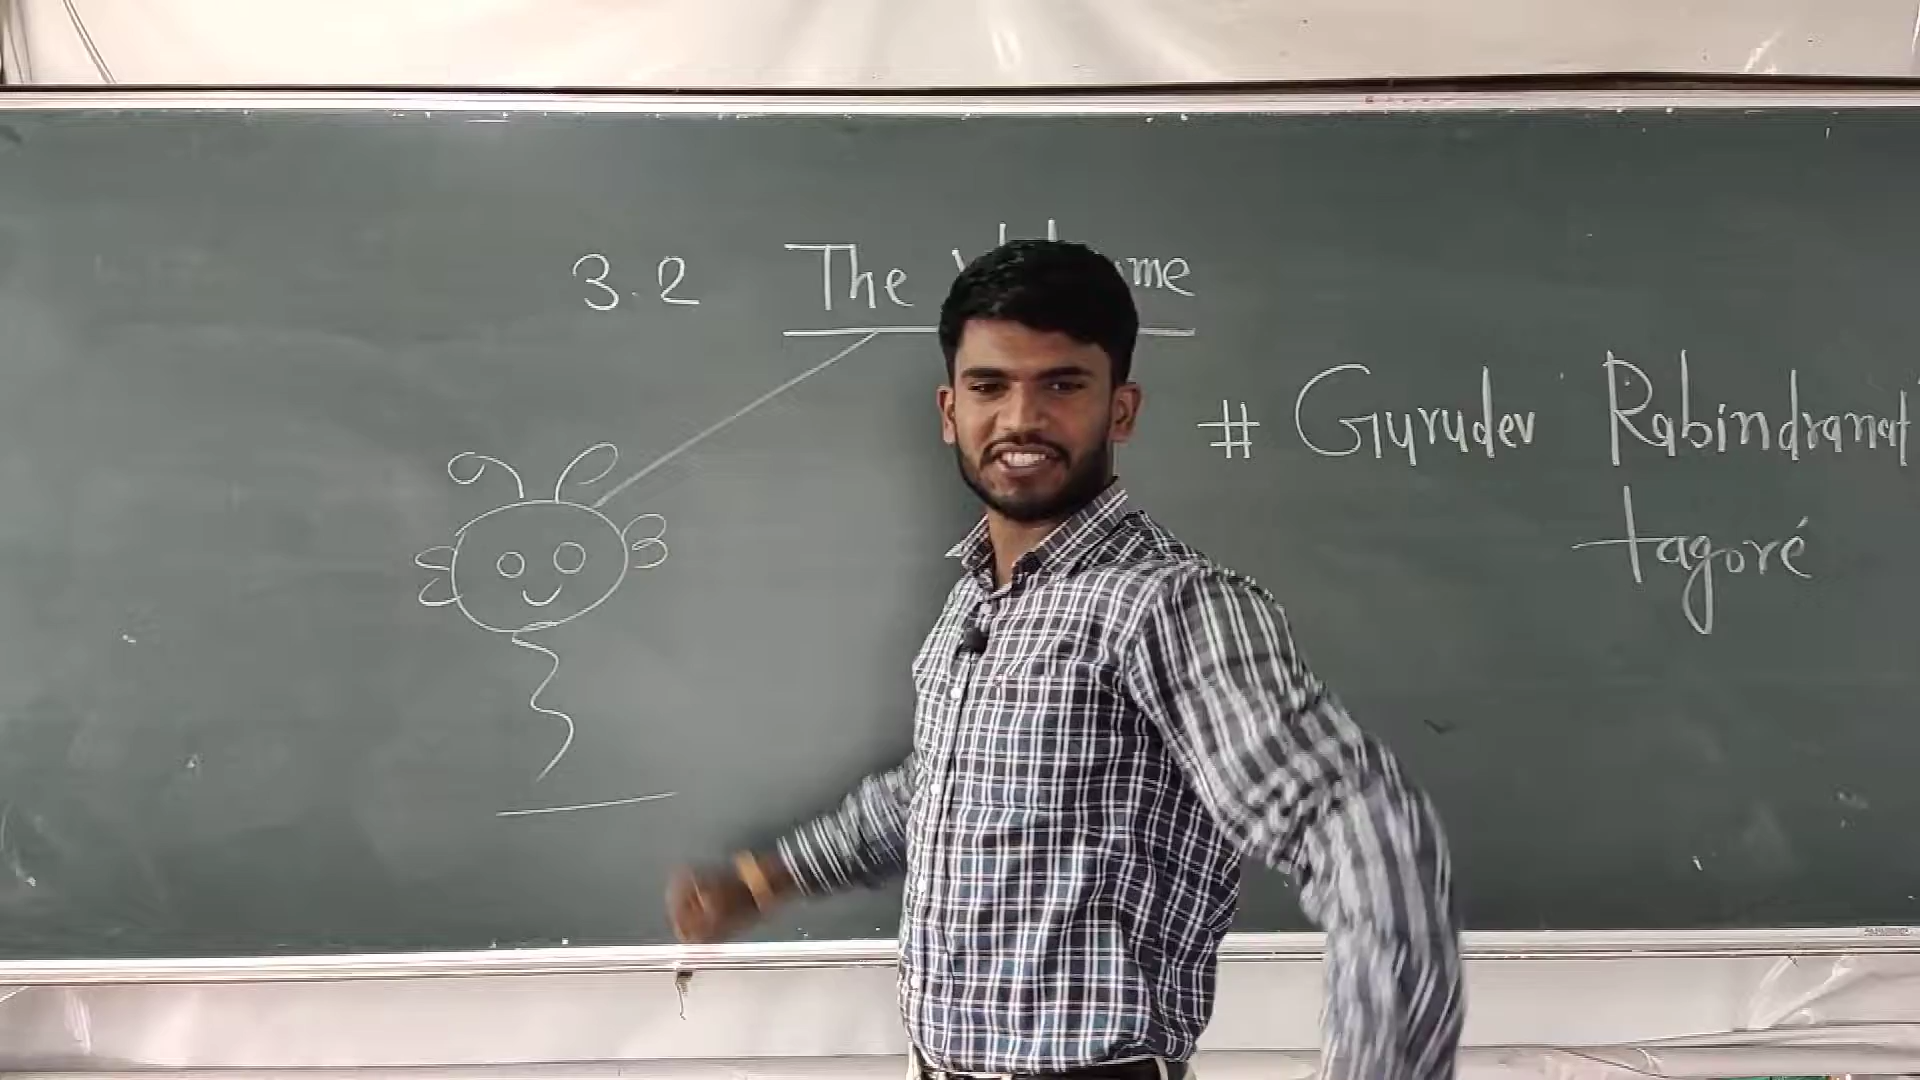 3.2 The
# Gurudev Rabindranat
tagoré